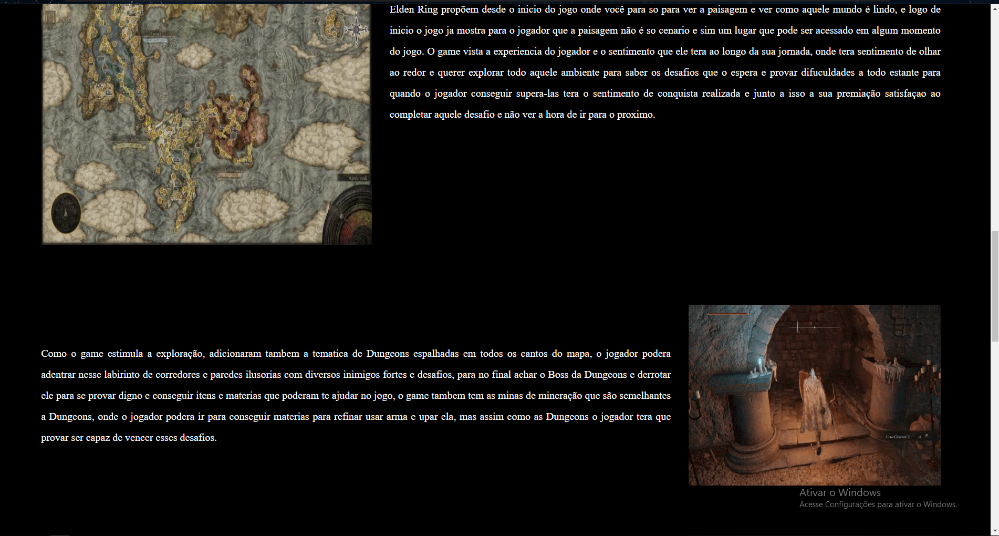 Elden Ring propõem desde o inicio do jogo onde você para so para ver a paisagem e ver como aquele mundo é lindo, e logo de
inicio o jogo ja mostra para o jogador que a paisagem não é so cenario e sim um lugar que pode ser acessado em algum momento
do jogo. O game vista a experiencia do jogador e o sentimento que ele tera ao longo da sua jornada, onde tera sentimento de olhar
ao redor e querer explorar todo aquele ambiente para saber os desafios que o espera e provar difuculdades a todo estante para
quando o jogador conseguir supera-las tera o sentimento de conquista realizada e junto a isso a sua premiação satisfaçao ao
completar aquele desafio e não ver a hora de ir para o proximo.
Après-midi
Como o game estimula a exploração, adicionaram tambem a tematica de Dungeons espalhadas em todos os cantos do mapa, o jogador podera
adentrar nesse labirinto de corredores e paredes ilusorias com diversos inimigos fortes e desafios, para no final achar o Boss da Dungeons e derrotar
ele para se provar digno e conseguir itens e materias que poderam te ajudar no jogo, o game tambem tem as minas de mineração que são semelhantes
a Dungeons, onde o jogador podera ir para conseguir materias para refinar usar arma e upar ela, mas assim como as Dungeons o jogador tera que
provar ser capaz de vencer esses desafios.
Grave Glovewort [3] x1
Ativar o Windows
Acesse Configurações para ativar o Windows.